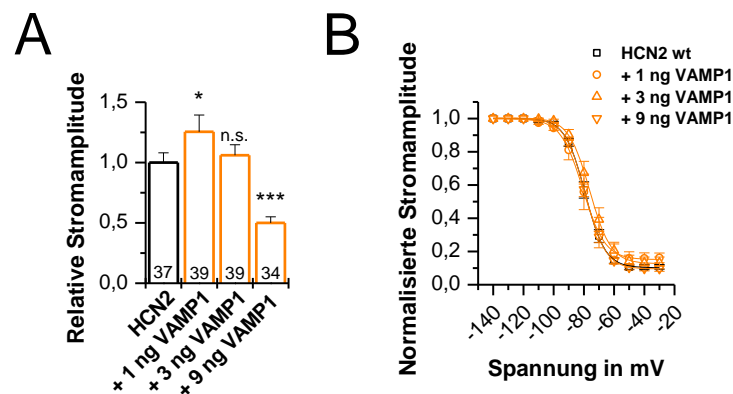 A
Relative Stromamplitude
1,5
1,0
0,5
0,0
*
n.s.
***
37
39
39
34
HCN2
+ 1 ng VAMP1
+ 3 ng VAMP1
+ 9 ng VAMP1
B
HCN2 wt
+ 1 ng VAMP1
+ 3 ng VAMP1
+ 9 ng VAMP1
Normalisierte Stromamplitude
1,0
0,8
0,6
0,4
0,2
0,0
-140
-120
-100
-80
-60
-40
-20
Spannung in mV